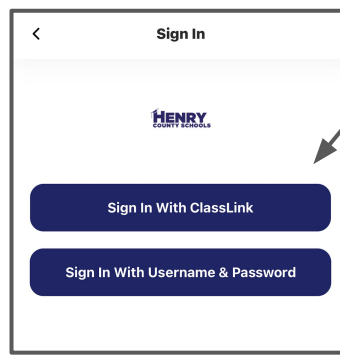 Sign In
HENRY
COUNTY SCHOOLS
Sign In With ClassLink
Sign In With Username & Password